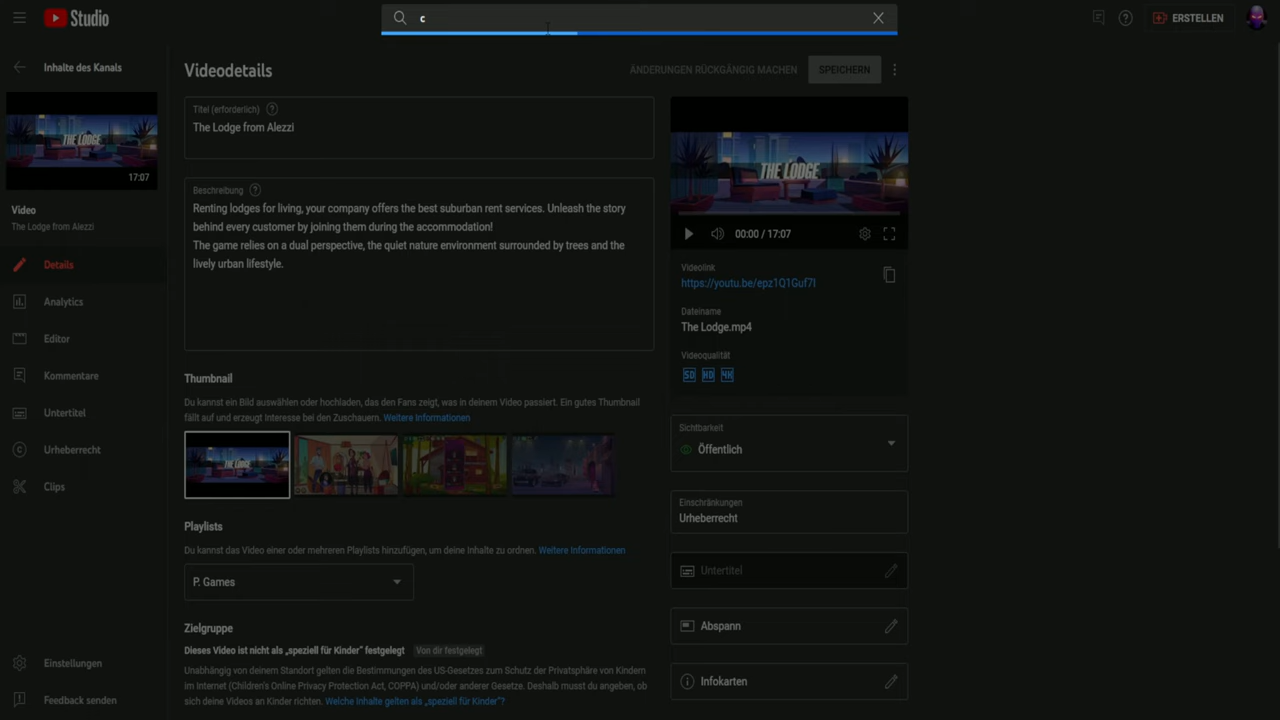 Studio
c
ERSTELLEN
Inhalte des Kanals
THE LODGE
17:07
Video
The Lodge from Alezzi
Details
Analytics
Editor
Kommentare
Untertitel
Urheberrecht
Clips
Einstellungen
Feedback senden
Videodetails
ÄNDERUNGEN RÜCKGÄNGIG MACHEN
SPEICHERN
Titel (erforderlich)
The Lodge from Alezzi
Beschreibung
Renting lodges for living, your company offers the best suburban rent services. Unleash the story
behind every customer by joining them during the accommodation!
The game relies on a dual perspective, the quiet nature environment surrounded by trees and the
lively urban lifestyle.
Thumbnail
Du kannst ein Bild auswählen oder hochladen, das den Fans zeigt, was in deinem Video passiert. Ein gutes Thumbnail
fällt auf und erzeugt Interesse bei den Zuschauern. Weitere Informationen
THE LODGE
Playlists
Du kannst das Video einer oder mehreren Playlists hinzufügen, um deine Inhalte zu ordnen. Weitere Informationen
P. Games
Zielgruppe
Dieses Video ist nicht als „speziell für Kinder“ festgelegt Von dir festgelegt
Unabhängig von deinem Standort gelten die Bestimmungen des US-Gesetzes zum Schutz der Privatsphäre von Kindern
im Internet (Children's Online Privacy Protection Act, COPPA) und/oder anderer Gesetze. Deshalb musst du angeben, ob
sich deine Videos an Kinder richten. Welche Inhalte gelten als „speziell für Kinder“?
THE LODGE
00:00 / 17:07
Videolink
https://youtu.be/epz1Q1Guf7I
Dateiname
The Lodge.mp4
Videoqualität
SD HD 4K
Sichtbarkeit
Öffentlich
Einschränkungen
Urheberrecht
Untertitel
Abspann
Infokarten